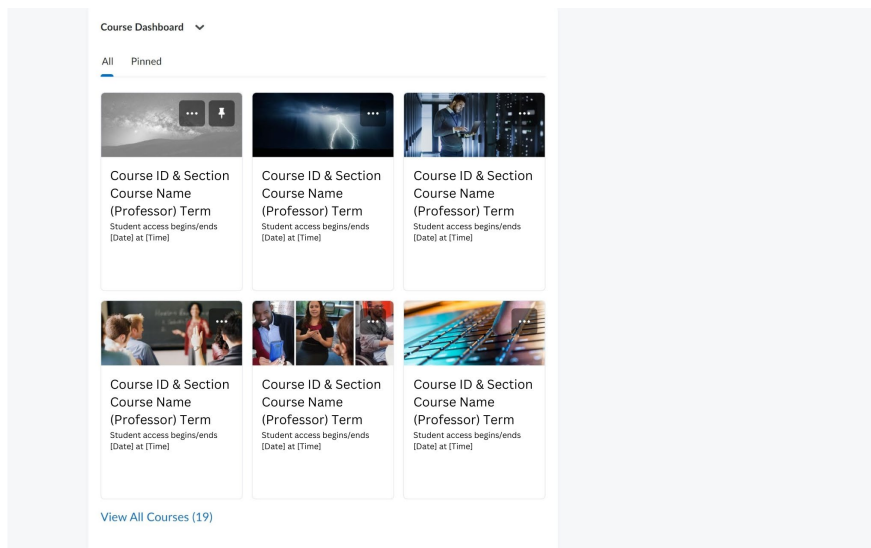 Course Dashboard
All Pinned
Course ID & Section
Course Name
(Professor) Term
Student access begins/ends
[Date] at [Time]
Course ID & Section
Course Name
(Professor) Term
Student access begins/ends
[Date] at [Time]
Course ID & Section
Course Name
(Professor) Term
Student access begins/ends
[Date] at [Time]
Course ID & Section
Course Name
(Professor) Term
Student access begins/ends
[Date] at [Time]
Course ID & Section
Course Name
(Professor) Term
Student access begins/ends
[Date] at [Time]
Course ID & Section
Course Name
(Professor) Term
Student access begins/ends
[Date] at [Time]
View All Courses (19)